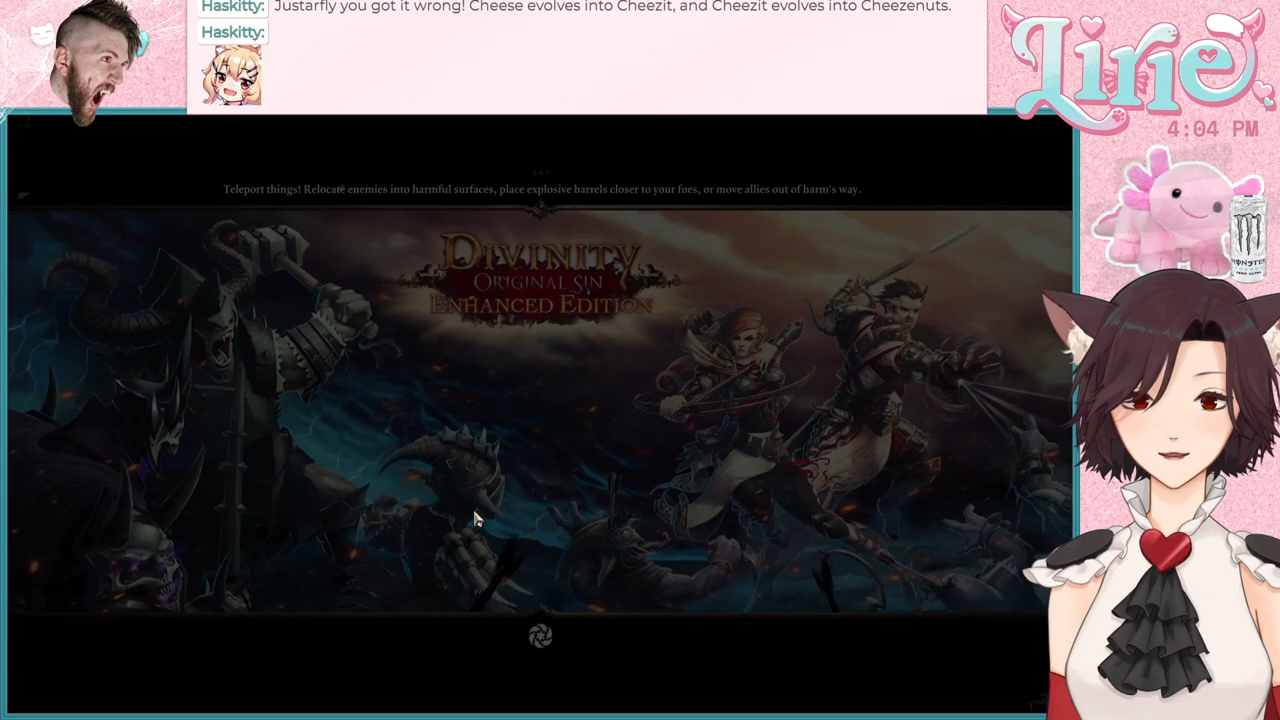 Haskitty: Justarfly you got it wrong! Cheese evolves into Cheezit, and Cheezit evolves into Cheezenuts.
Haskitty:
Lirie
4:04 PM
Teleport things! Relocate enemies into harmful surfaces, place explosive barrels closer to your foes, or move allies out of harm's way.
DIVINITY
ORIGINAL SIN
ENHANCED EDITION
MONSTER